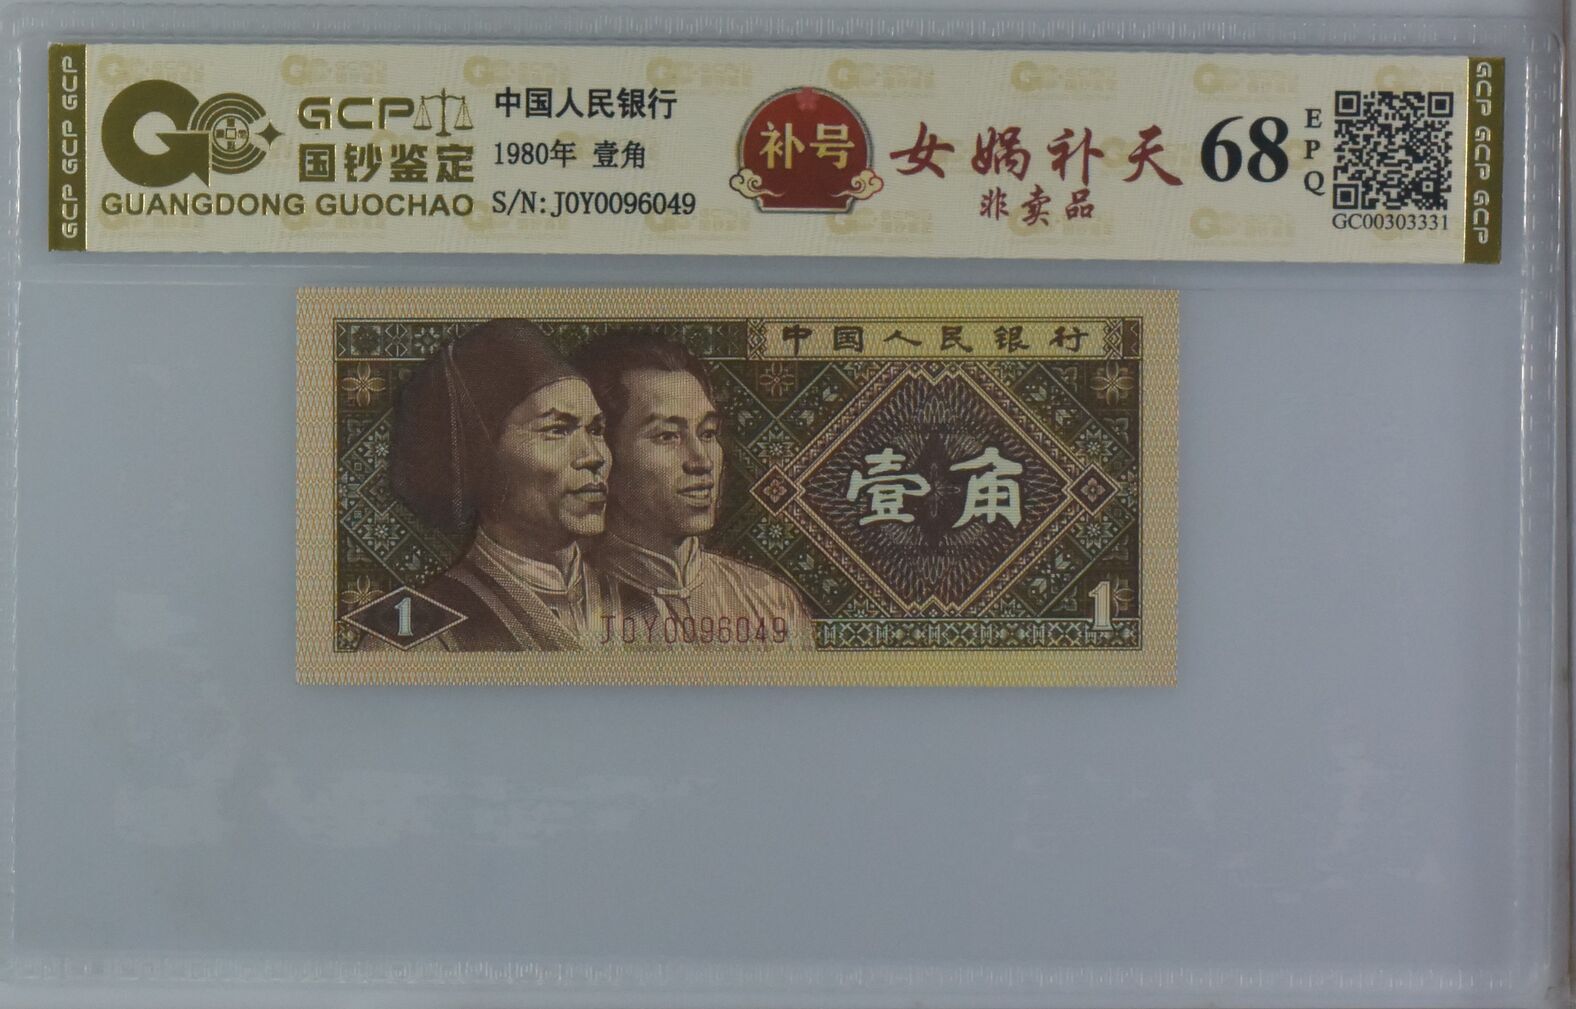 GCP GCP GCP
GCP
国钞鉴定
GUANGDONG GUOCHAO
中国人民银行
1980年 壹角
S/N:J0Y0096049
补号
女娲补天
非卖品
68
EPQ
GC00303331
GCP GCP GCP
中国人民银行
壹角
1
1
J0Y0096049